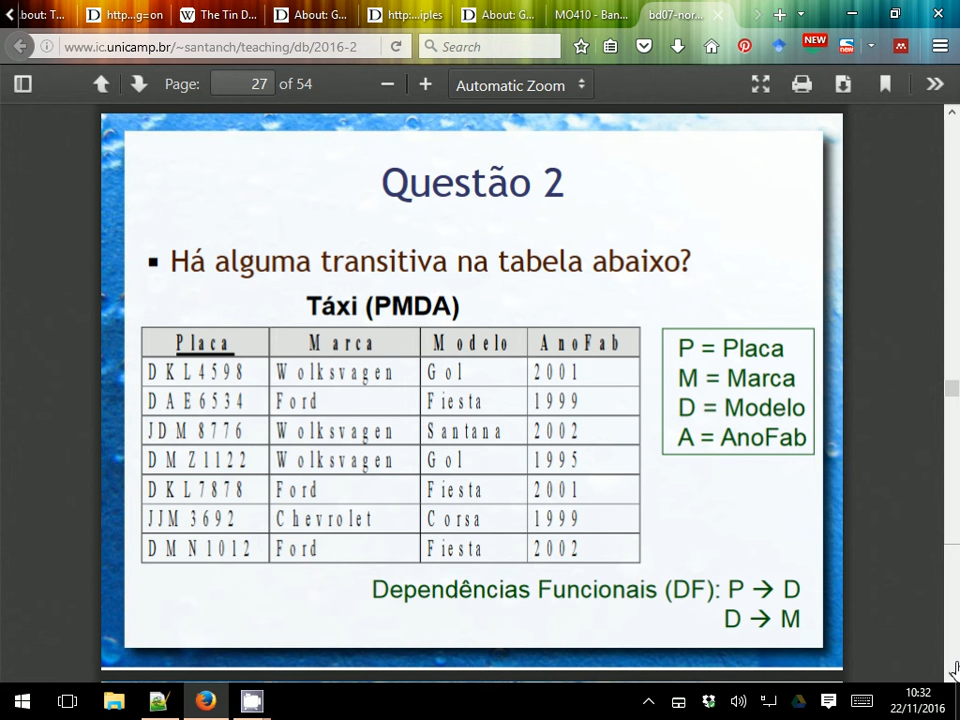 bout: T... http...g=on The Tin D... About: G... http:...iples About: G... MO410 - Ban... bd07-nor...
www.ic.unicamp.br/~santanch/teaching/db/2016-2 Search NEW new
Page: 27 of 54 Automatic Zoom
Questão 2
Há alguma transitiva na tabela abaixo?
Táxi (PMDA)
Placa Marca Modelo AnoFab
DKL4598 Wolksvagen Gol 2001
DAE6534 Ford Fiesta 1999
JDM8776 Wolksvagen Santana 2002
DMZ1122 Wolksvagen Gol 1995
DKL7878 Ford Fiesta 2001
JJM3692 Chevrolet Corsa 1999
DMN1012 Ford Fiesta 2002
P = Placa
M = Marca
D = Modelo
A = AnoFab
Dependências Funcionais (DF): P → D
D → M
10:32
22/11/2016